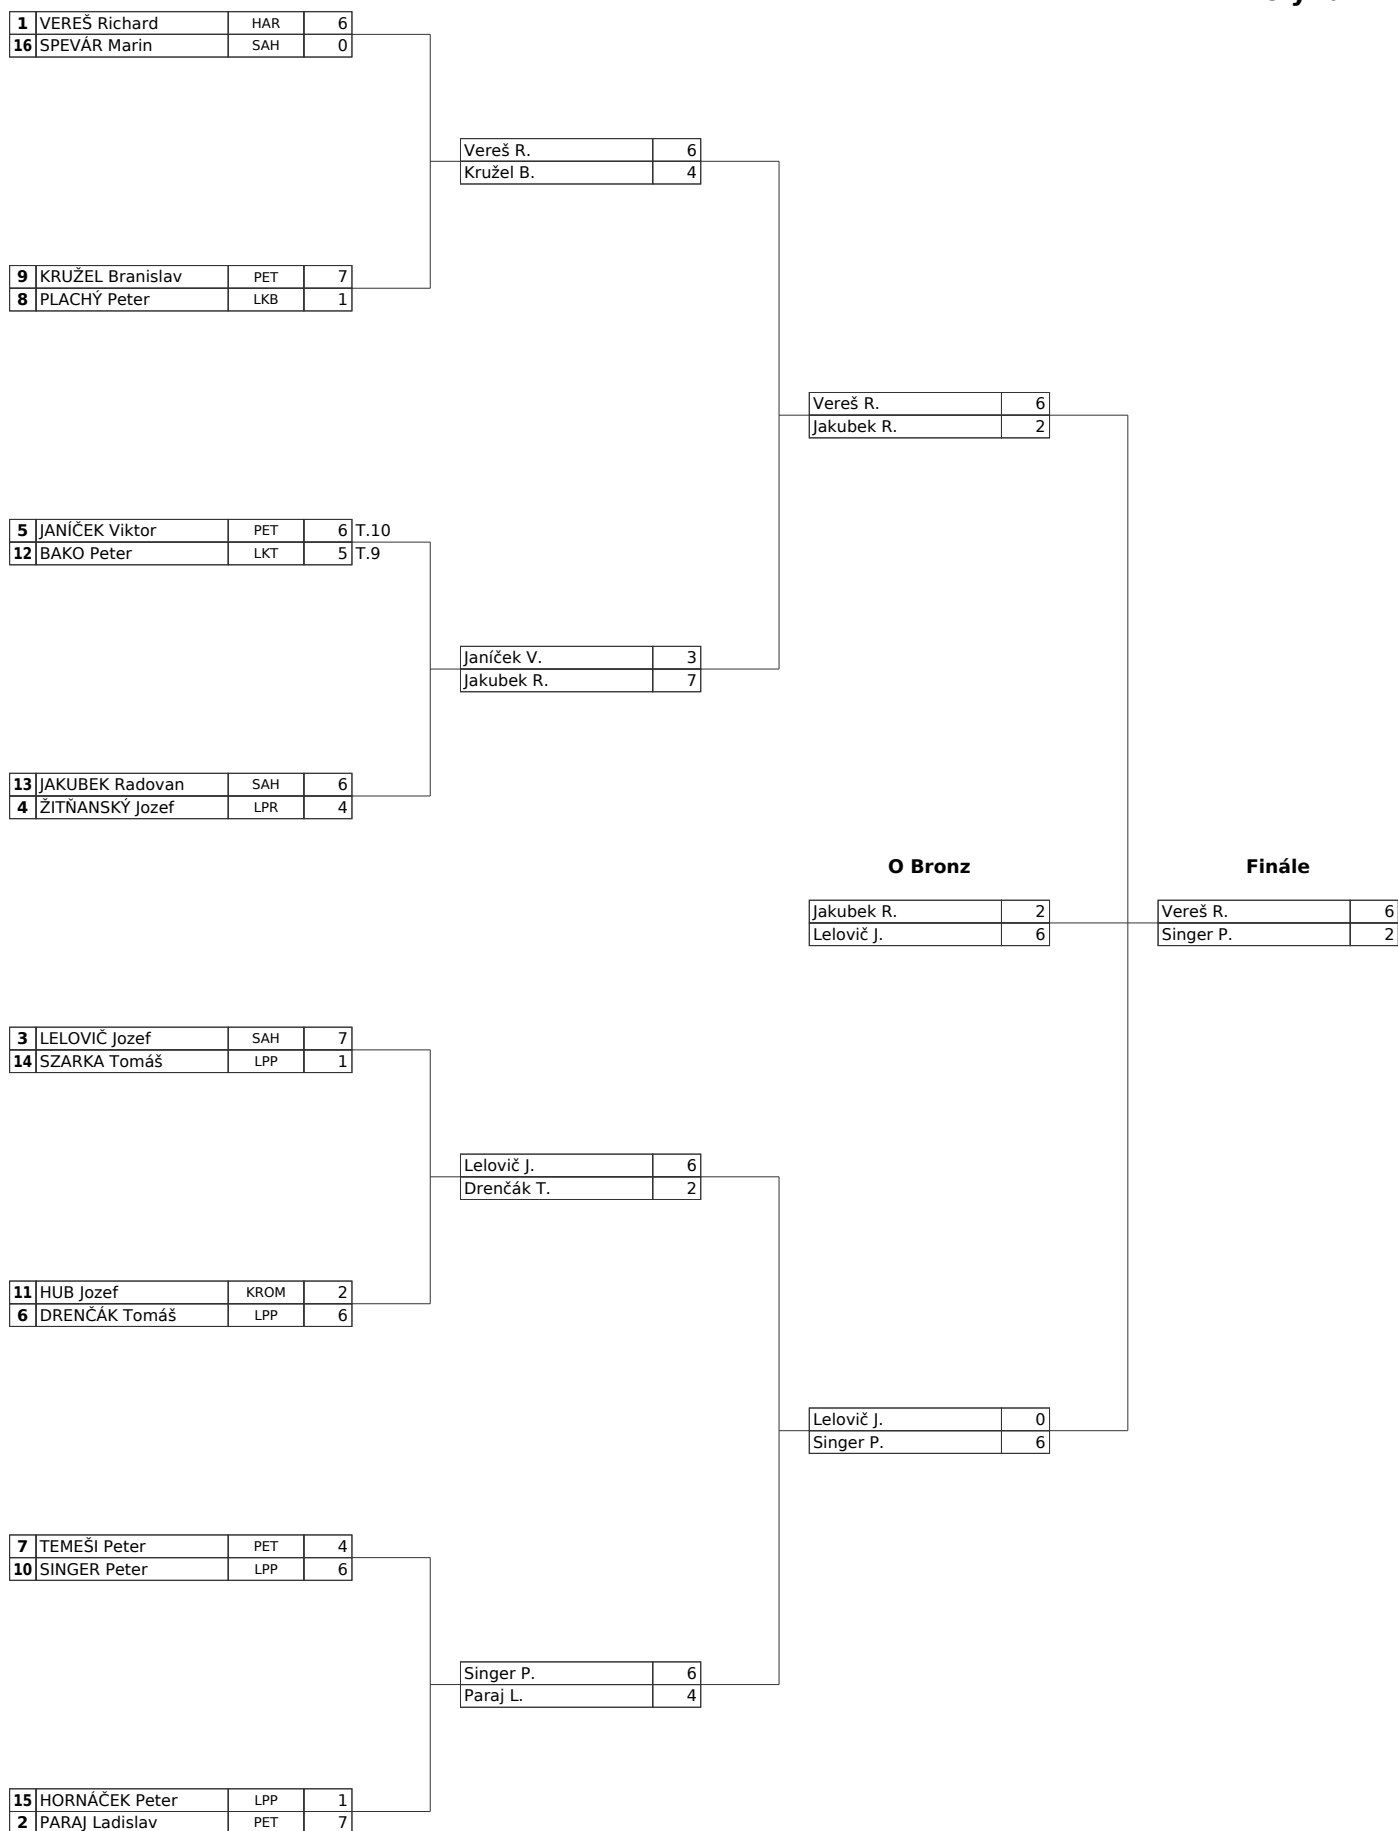 1 VEREŠ Richard HAR 6
16 SPEVÁR Marin SAH 0
Vereš R. 6
Kružel B. 4
9 KRUŽEL Branislav PET 7
8 PLACHÝ Peter LKB 1
Vereš R. 6
Jakubek R. 2
5 JANÍČEK Viktor PET 6 T.10
12 BAKO Peter LKT 5 T.9
Janíček V. 3
Jakubek R. 7
13 JAKUBEK Radovan SAH 6
4 ŽITŇANSKÝ Jozef LPR 4
O Bronz Finále
Jakubek R. 2 Vereš R. 6
Lelovič J. 6 Singer P. 2
3 LELOVIČ Jozef SAH 7
14 SZARKA Tomáš LPP 1
Lelovič J. 6
Drenčák T. 2
11 HUB Jozef KROM 2
6 DRENČÁK Tomáš LPP 6
Lelovič J. 0
Singer P. 6
7 TEMEŠI Peter PET 4
10 SINGER Peter LPP 6
Singer P. 6
Paraj L. 4
15 HORNÁČEK Peter LPP 1
2 PARAJ Ladislav PET 7